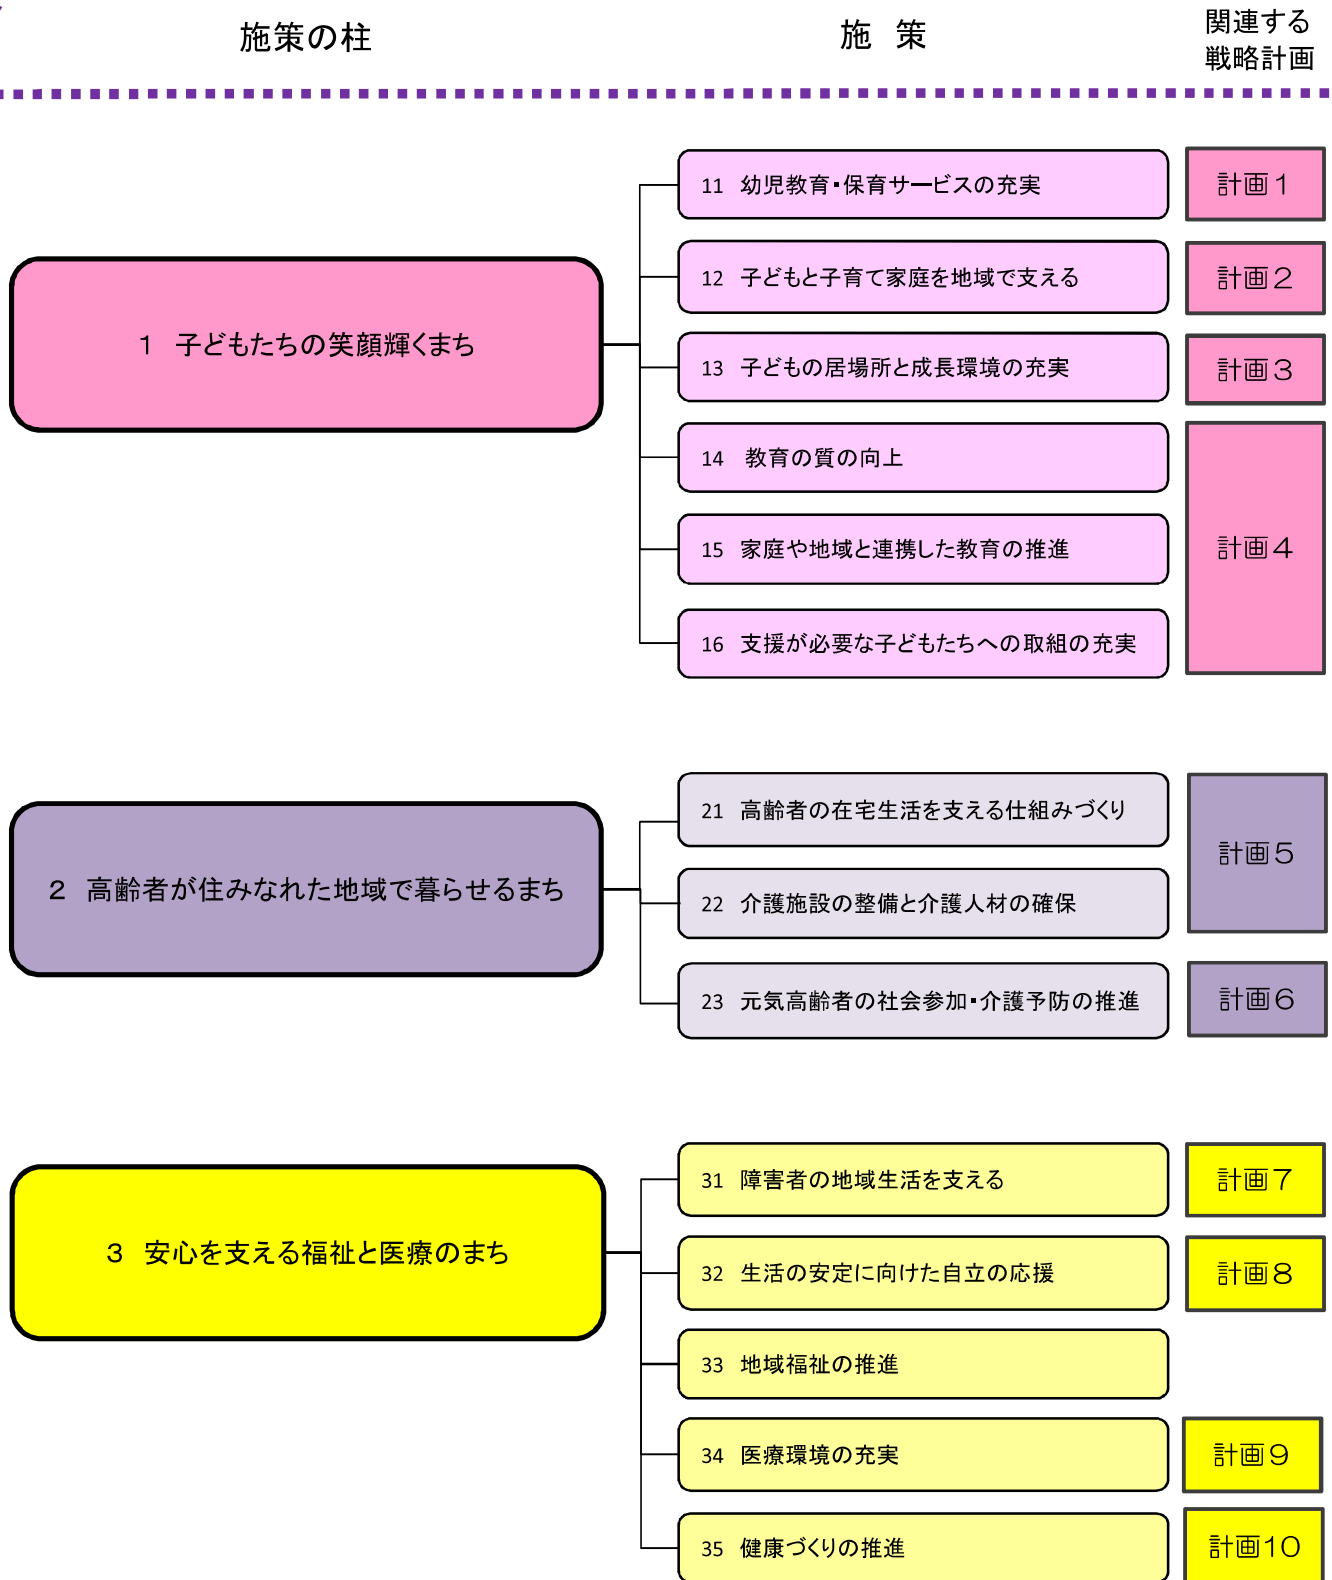 施策の柱
施 策
関連する
戦略計画
1 子どもたちの笑顔輝くまち
11 幼児教育・保育サービスの充実
計画1
12 子どもと子育て家庭を地域で支える
計画2
13 子どもの居場所と成長環境の充実
計画3
14 教育の質の向上
15 家庭や地域と連携した教育の推進
計画4
16 支援が必要な子どもたちへの取組の充実
2 高齢者が住みなれた地域で暮らせるまち
21 高齢者の在宅生活を支える仕組みづくり
計画5
22 介護施設の整備と介護人材の確保
23 元気高齢者の社会参加・介護予防の推進
計画6
3 安心を支える福祉と医療のまち
31 障害者の地域生活を支える
計画7
32 生活の安定に向けた自立の応援
計画8
33 地域福祉の推進
34 医療環境の充実
計画9
35 健康づくりの推進
計画10